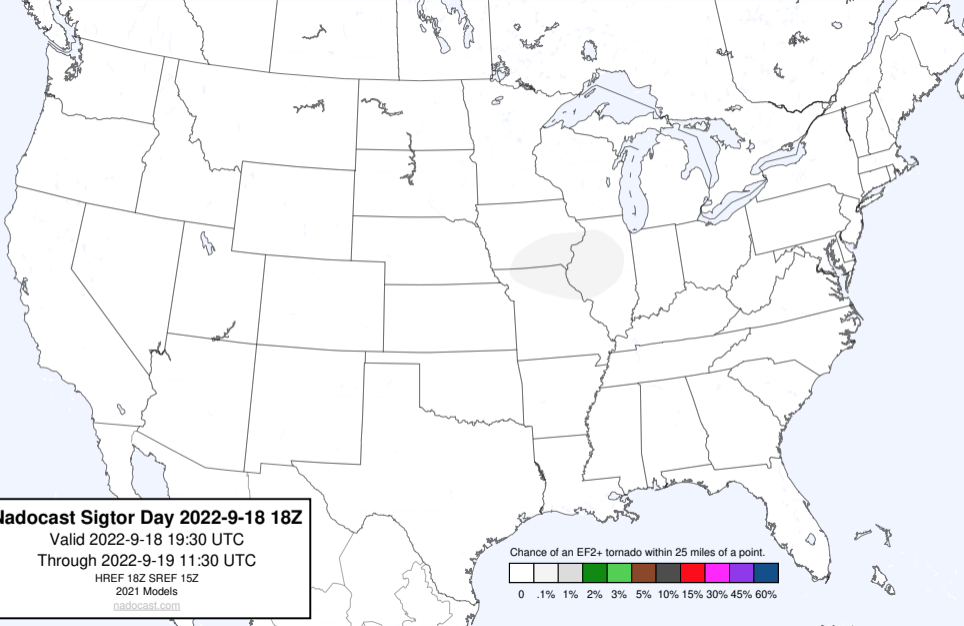 Nadocast Sigtor Day 2022-9-18 18Z
Valid 2022-9-18 19:30 UTC
Through 2022-9-19 11:30 UTC
HREF 18Z SREF 15Z
2021 Models
nadocast.com
Chance of an EF2+ tornado within 25 miles of a point.
0 .1% 1% 2% 3% 5% 10% 15% 30% 45% 60%